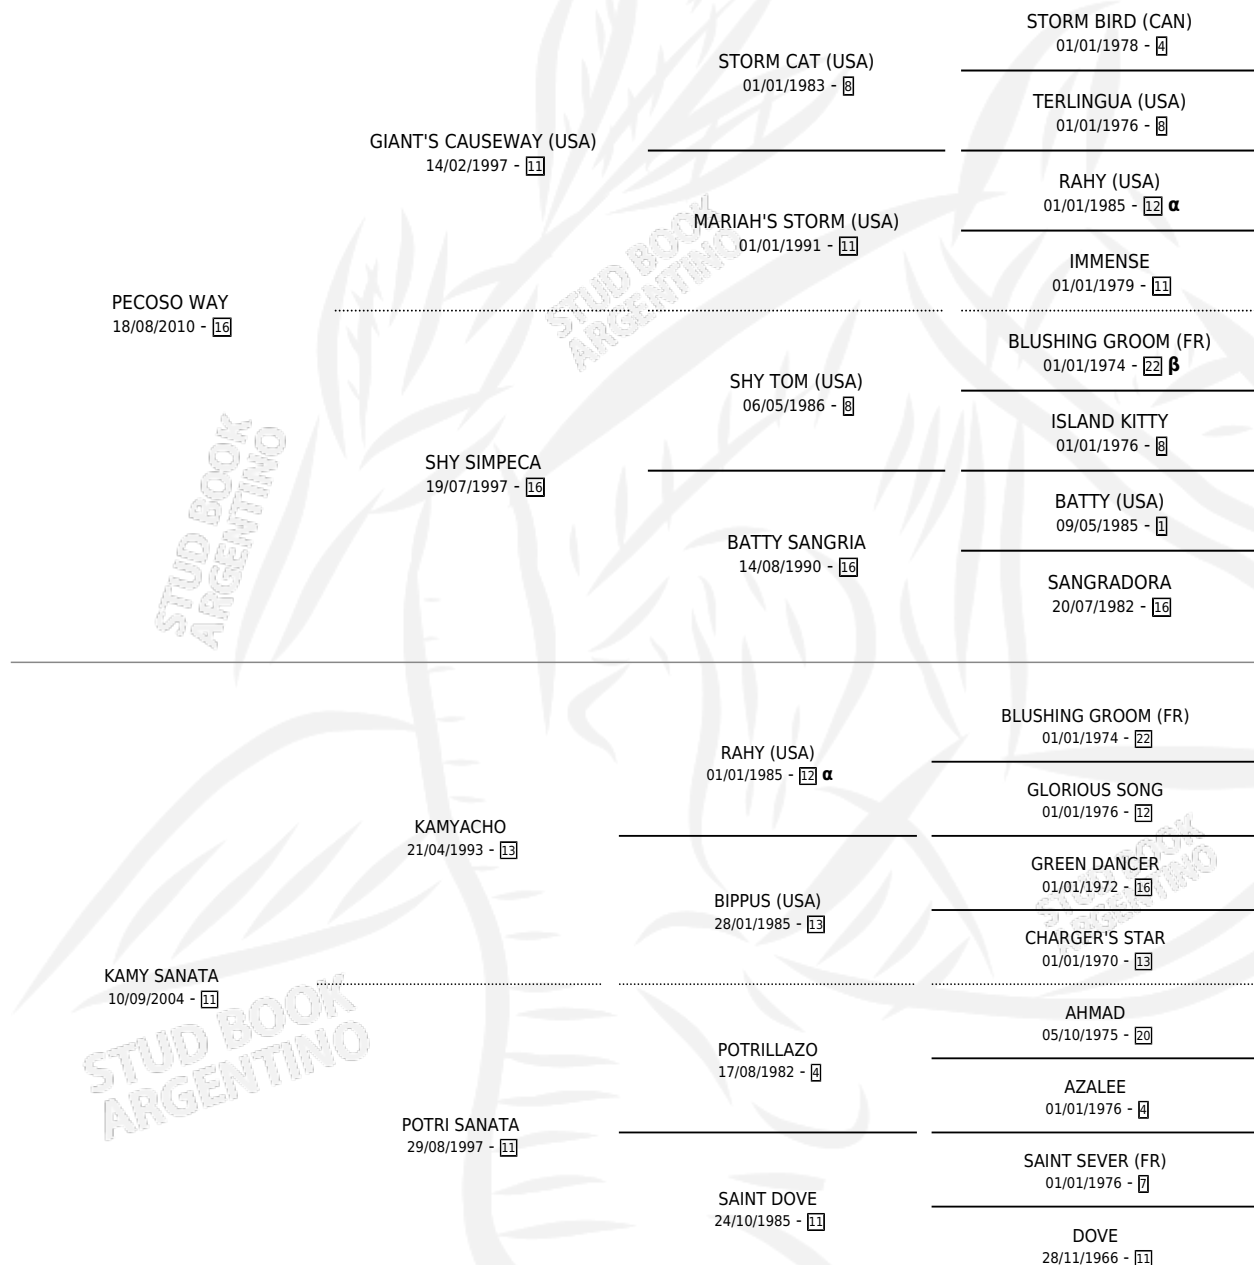 STORM BIRD (CAN)
01/01/1978 - 4
STORM CAT (USA)
01/01/1983 - 8
TERLINGUA (USA)
01/01/1976 - 8
GIANT'S CAUSEWAY (USA)
14/02/1997 - 11
RAHY (USA)
01/01/1985 - 12 α
MARIAH'S STORM (USA)
01/01/1991 - 11
IMMENSE
01/01/1979 - 11
PECOSO WAY
18/08/2010 - 16
BLUSHING GROOM (FR)
01/01/1974 - 22 β
SHY TOM (USA)
06/05/1986 - 8
ISLAND KITTY
01/01/1976 - 8
SHY SIMPECA
19/07/1997 - 16
BATTY (USA)
09/05/1985 - 1
BATTY SANGRIA
14/08/1990 - 16
SANGRADORA
20/07/1982 - 16
BLUSHING GROOM (FR)
01/01/1974 - 22
RAHY (USA)
01/01/1985 - 12 α
GLORIOUS SONG
01/01/1976 - 12
KAMYACHO
21/04/1993 - 13
GREEN DANCER
01/01/1972 - 16
BIPPUS (USA)
28/01/1985 - 13
CHARGER'S STAR
01/01/1970 - 13
KAMY SANATA
10/09/2004 - 11
AHMAD
05/10/1975 - 20
POTRILLAZO
17/08/1982 - 4
AZALEE
01/01/1976 - 4
POTRI SANATA
29/08/1997 - 11
SAINT SEVER (FR)
01/01/1976 - 7
SAINT DOVE
24/10/1985 - 11
DOVE
28/11/1966 - 11
STUD BOOK
ARGENTINO
STUD BOOK
ARGENTINO
STUD BOOK
ARGENTINO
STUD BOOK
ARGENTINO